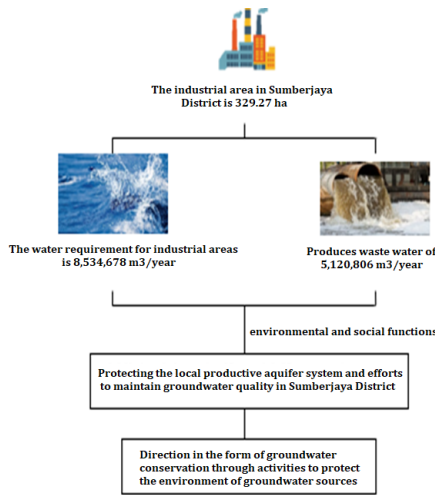 The industrial area in Sumberjaya
District is 329.27 ha
The water requirement for industrial areas
is 8,534,678 m3/year
Produces waste water of
5,120,806 m3/year
environmental and social functions
Protecting the local productive aquifer system and efforts
to maintain groundwater quality in Sumberjaya District
Direction in the form of groundwater
conservation through activities to protect
the environment of groundwater sources